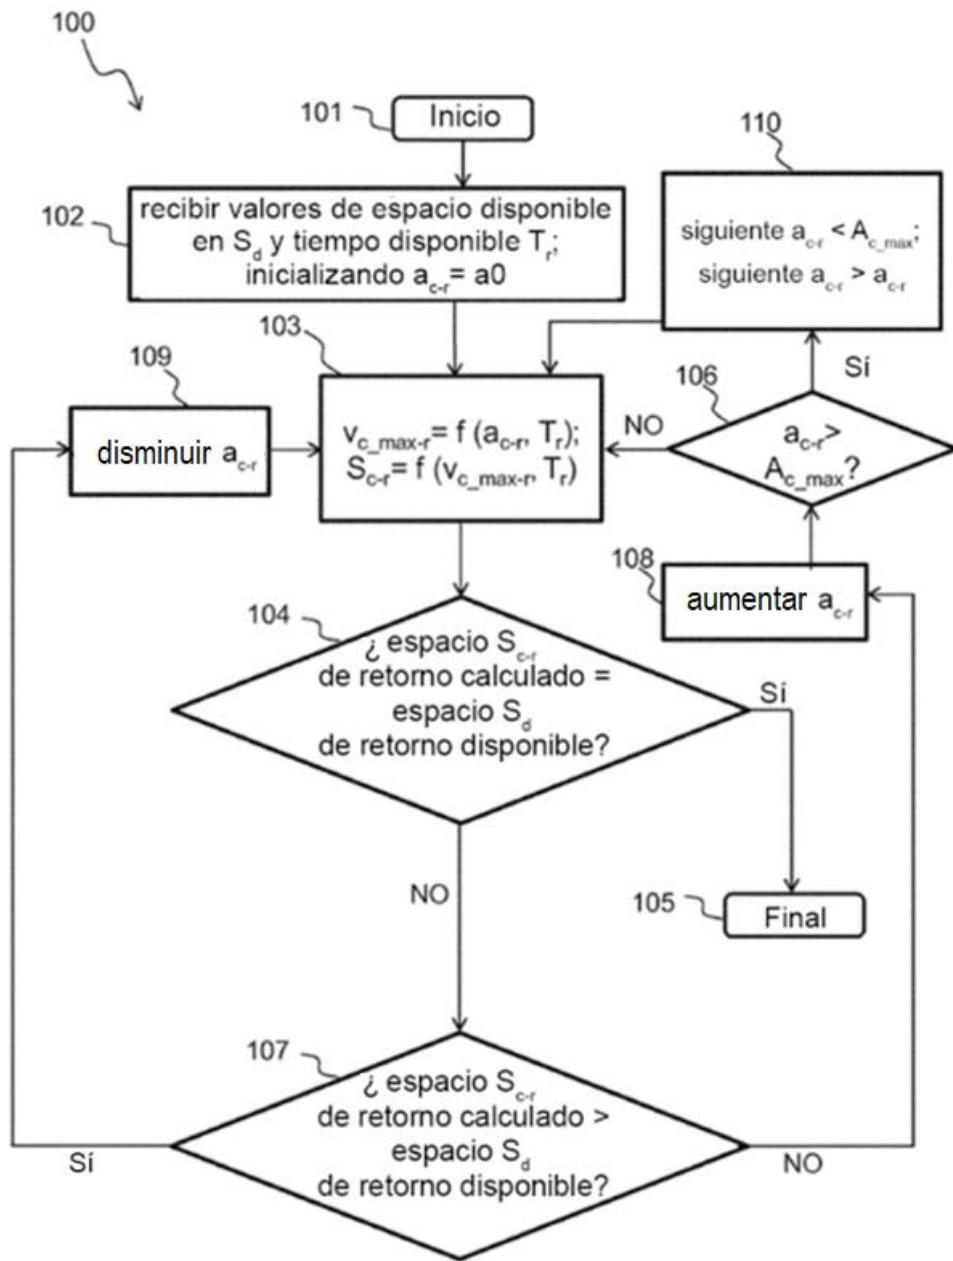 100
101
Inicio
110
102
recibir valores de espacio disponible
en S_d y tiempo disponible T_r;
inicializando a_c-r = a0
siguiente a_c-r < A_c_max;
siguiente a_c-r > a_c-r
103
109
106
Sí
disminuir a_c-r
v_c_max-r = f (a_c-r, T_r);
S_c-r = f (v_c_max-r, T_r)
NO
a_c-r >
A_c_max?
108
aumentar a_c-r
104
¿ espacio S_c-r
de retorno calculado =
espacio S_d
de retorno disponible?
Sí
NO
105
Final
107
¿ espacio S_c-r
de retorno calculado >
espacio S_d
de retorno disponible?
Sí
NO